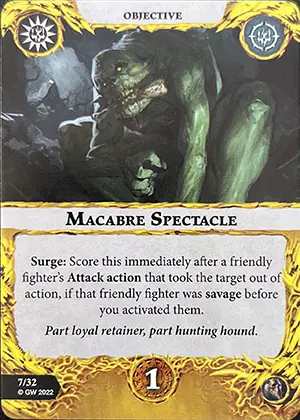 OBJECTIVE
MACABRE SPECTACLE
Surge: Score this immediately after a friendly
fighter's Attack action that took the target out of
action, if that friendly fighter was savage before
you activated them.
Part loyal retainer, part hunting hound.
7/32
© GW 2022
1